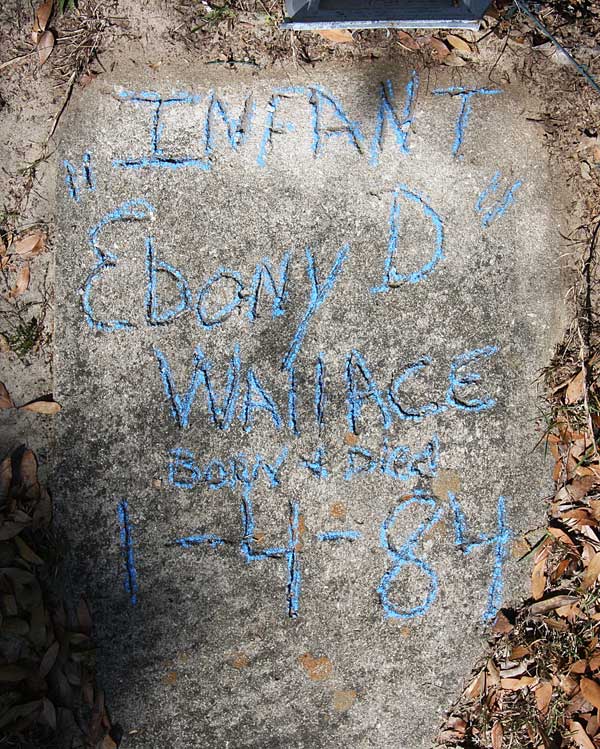 INFANT
"Ebony D"
WAllACE
BORN & Died
1-4-84